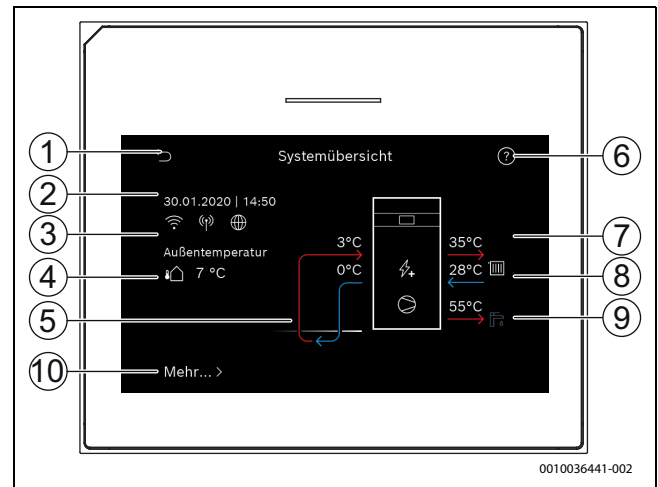 1
Systemübersicht
?
6
2
30.01.2020 | 14:50
3
3°C
35°C
7
Außentemperatur
0°C
28°C
8
4
7 °C
5
55°C
9
10
Mehr... >
0010036441-002